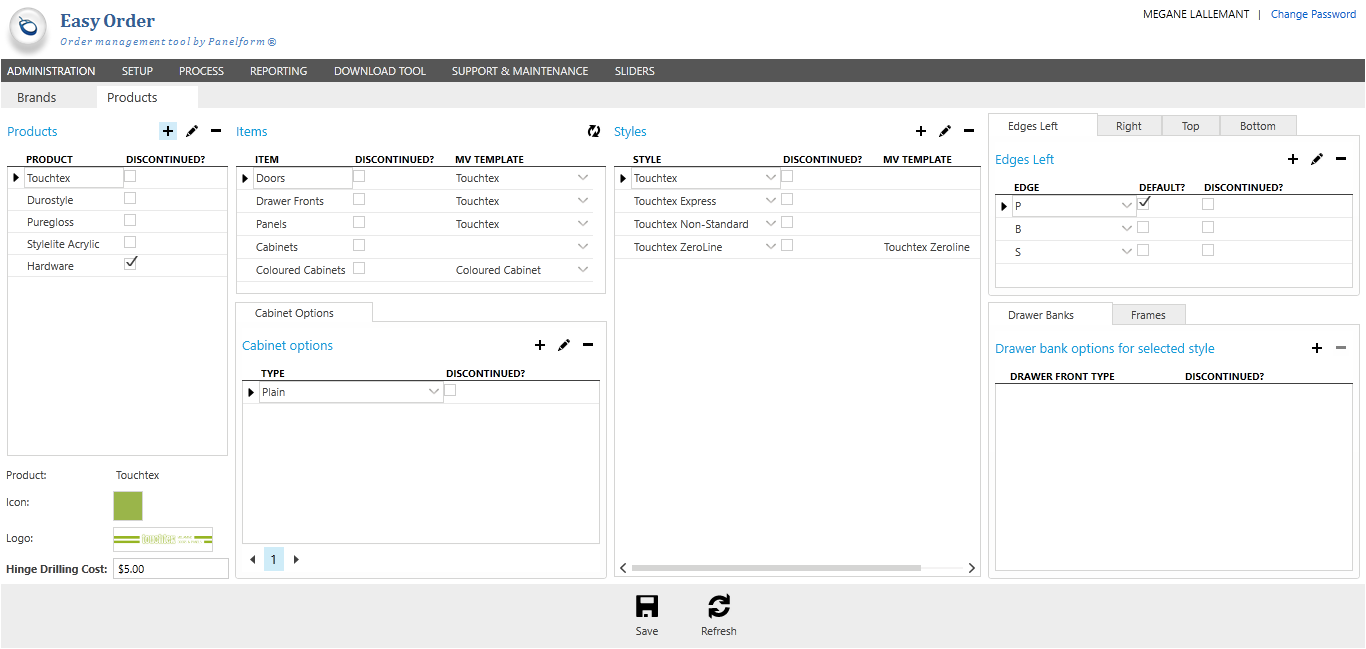 Easy Order
Order management tool by Panelform ®
MEGANE LALLEMANT | Change Password
ADMINISTRATION SETUP PROCESS REPORTING DOWNLOAD TOOL SUPPORT & MAINTENANCE SLIDERS
Brands Products
Products
PRODUCT DISCONTINUED?
Touchtex
Durostyle
Puregloss
Stylelite Acrylic
Hardware
Product: Touchtex
Icon:
Logo: touchtex
Hinge Drilling Cost: $5.00
Items
ITEM DISCONTINUED? MV TEMPLATE
Doors Touchtex
Drawer Fronts Touchtex
Panels Touchtex
Cabinets
Coloured Cabinets Coloured Cabinet
Cabinet Options
Cabinet options
TYPE DISCONTINUED?
Plain
1
Styles
STYLE DISCONTINUED? MV TEMPLATE
Touchtex
Touchtex Express
Touchtex Non-Standard
Touchtex ZeroLine Touchtex Zeroline
Edges Left Right Top Bottom
Edges Left
EDGE DEFAULT? DISCONTINUED?
P
B
S
Drawer Banks Frames
Drawer bank options for selected style
DRAWER FRONT TYPE DISCONTINUED?
Save Refresh